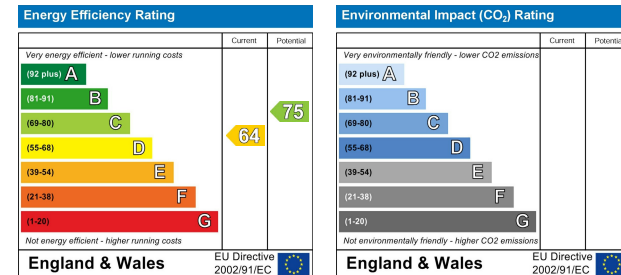 Energy Efficiency Rating
Current Potential
Very energy efficient - lower running costs
(92 plus) A
(81-91) B
(69-80) C
(55-68) D
(39-54) E
(21-38) F
(1-20) G
64
75
Not energy efficient - higher running costs
England & Wales
EU Directive
2002/91/EC
Environmental Impact (CO₂) Rating
Current Potentia
Very environmentally friendly - lower CO2 emissions
(92 plus) A
(81-91) B
(69-80) C
(55-68) D
(39-54) E
(21-38) F
(1-20) G
Not environmentally friendly - higher CO2 emissions
England & Wales
EU Directive
2002/91/EC